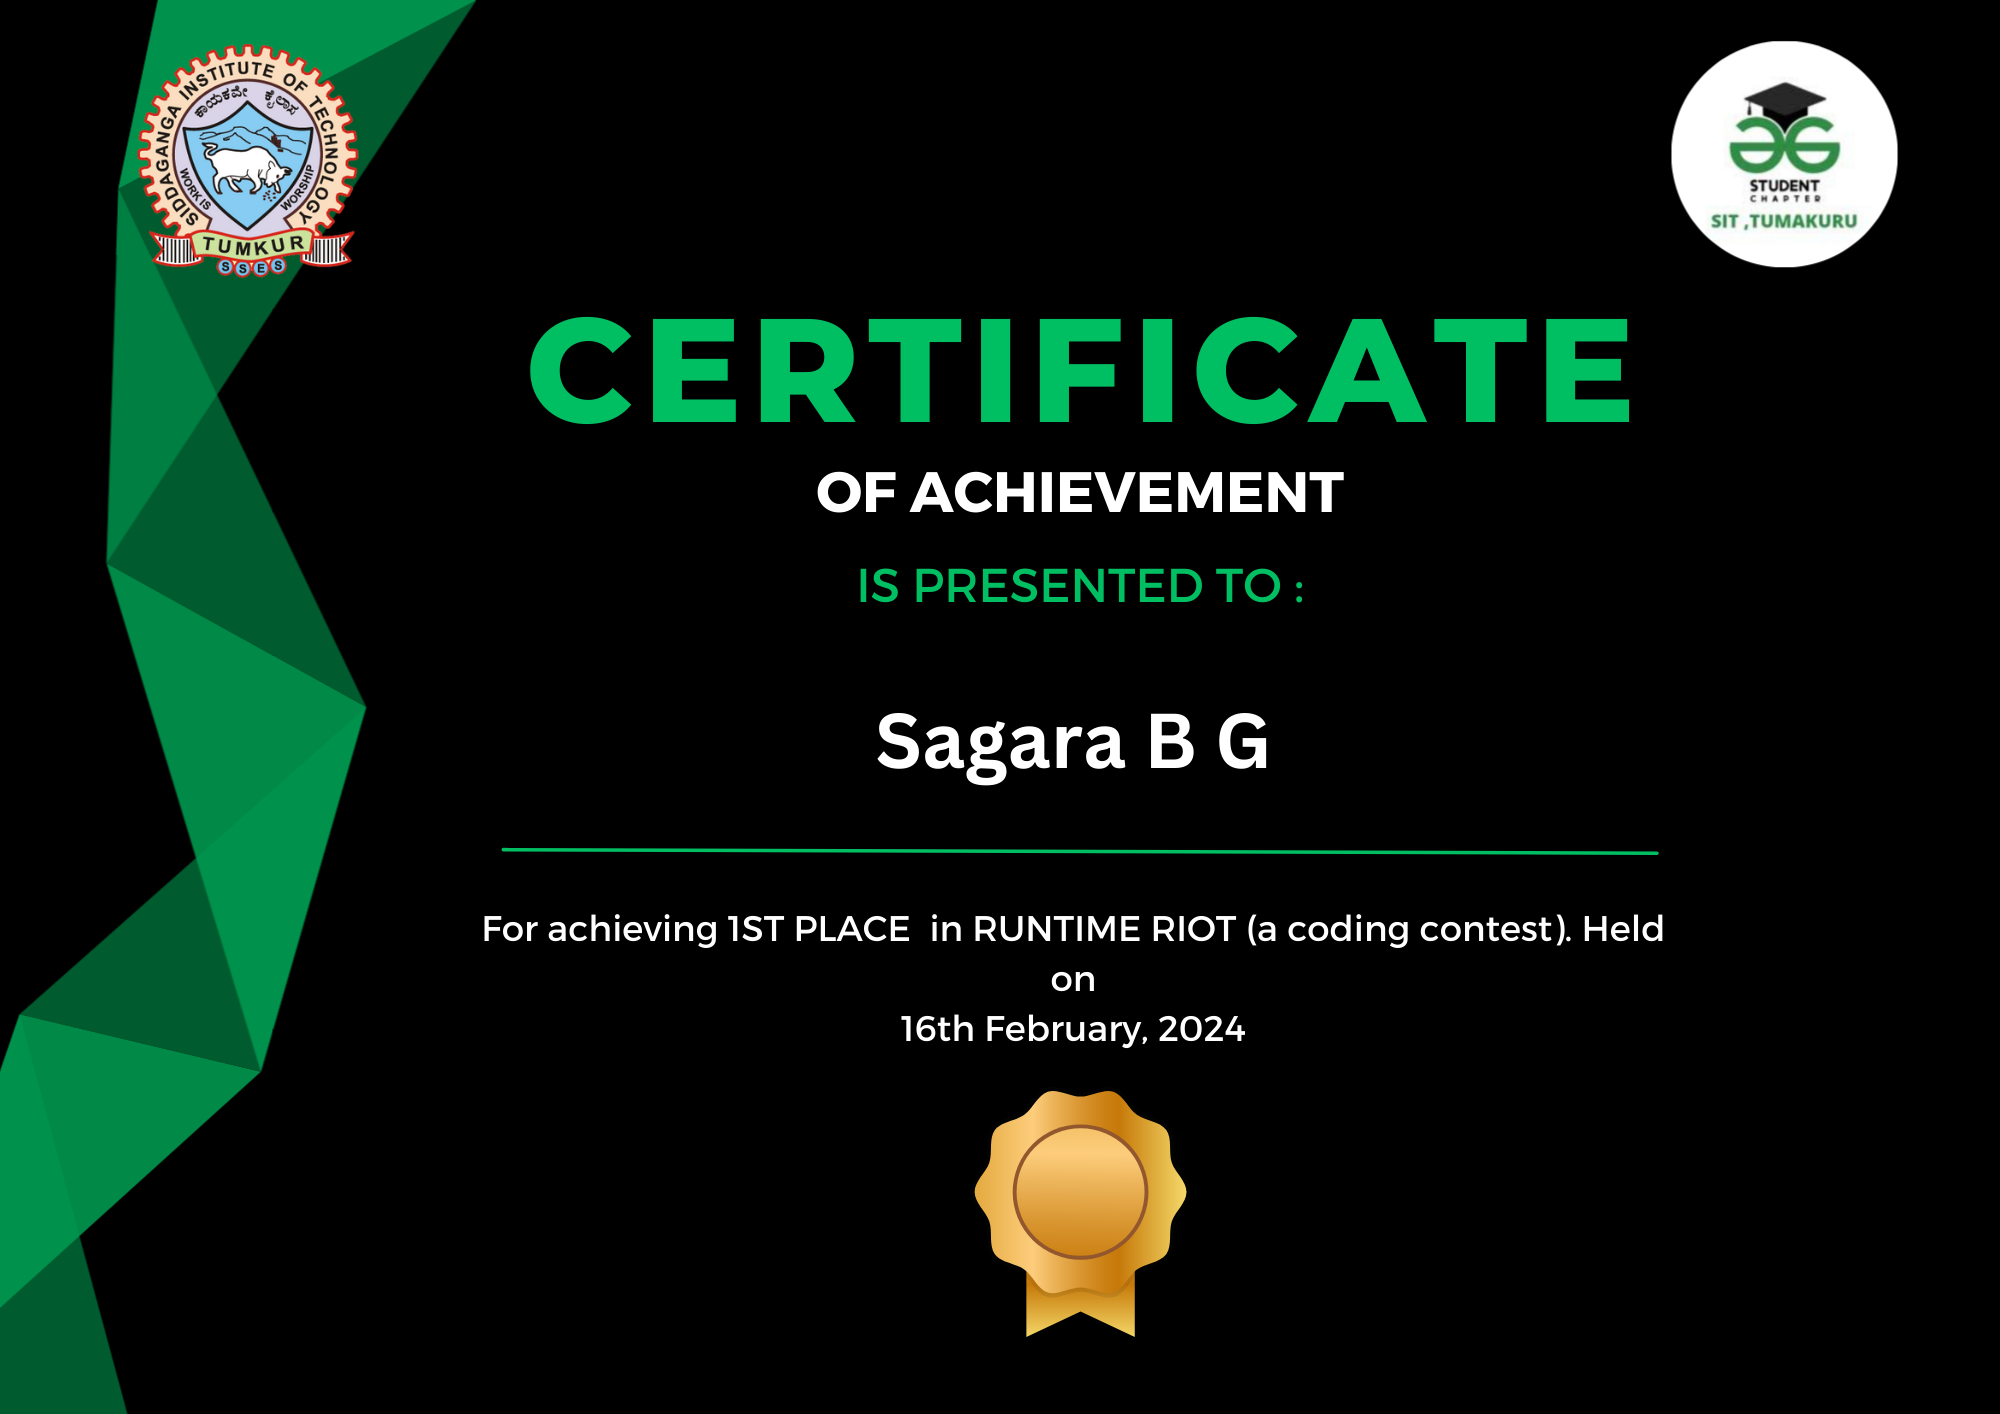 SIDDAGANGA INSTITUTE OF TECHNOLOGY
ಕಾಯಕವೇ ಕೈಲಾಸ
WORK IS WORSHIP
TUMKUR
SSES
STUDENT
CHAPTER
SIT ,TUMAKURU
CERTIFICATE
OF ACHIEVEMENT
IS PRESENTED TO :
Sagara B G
For achieving 1ST PLACE in RUNTIME RIOT (a coding contest). Held
on
16th February, 2024